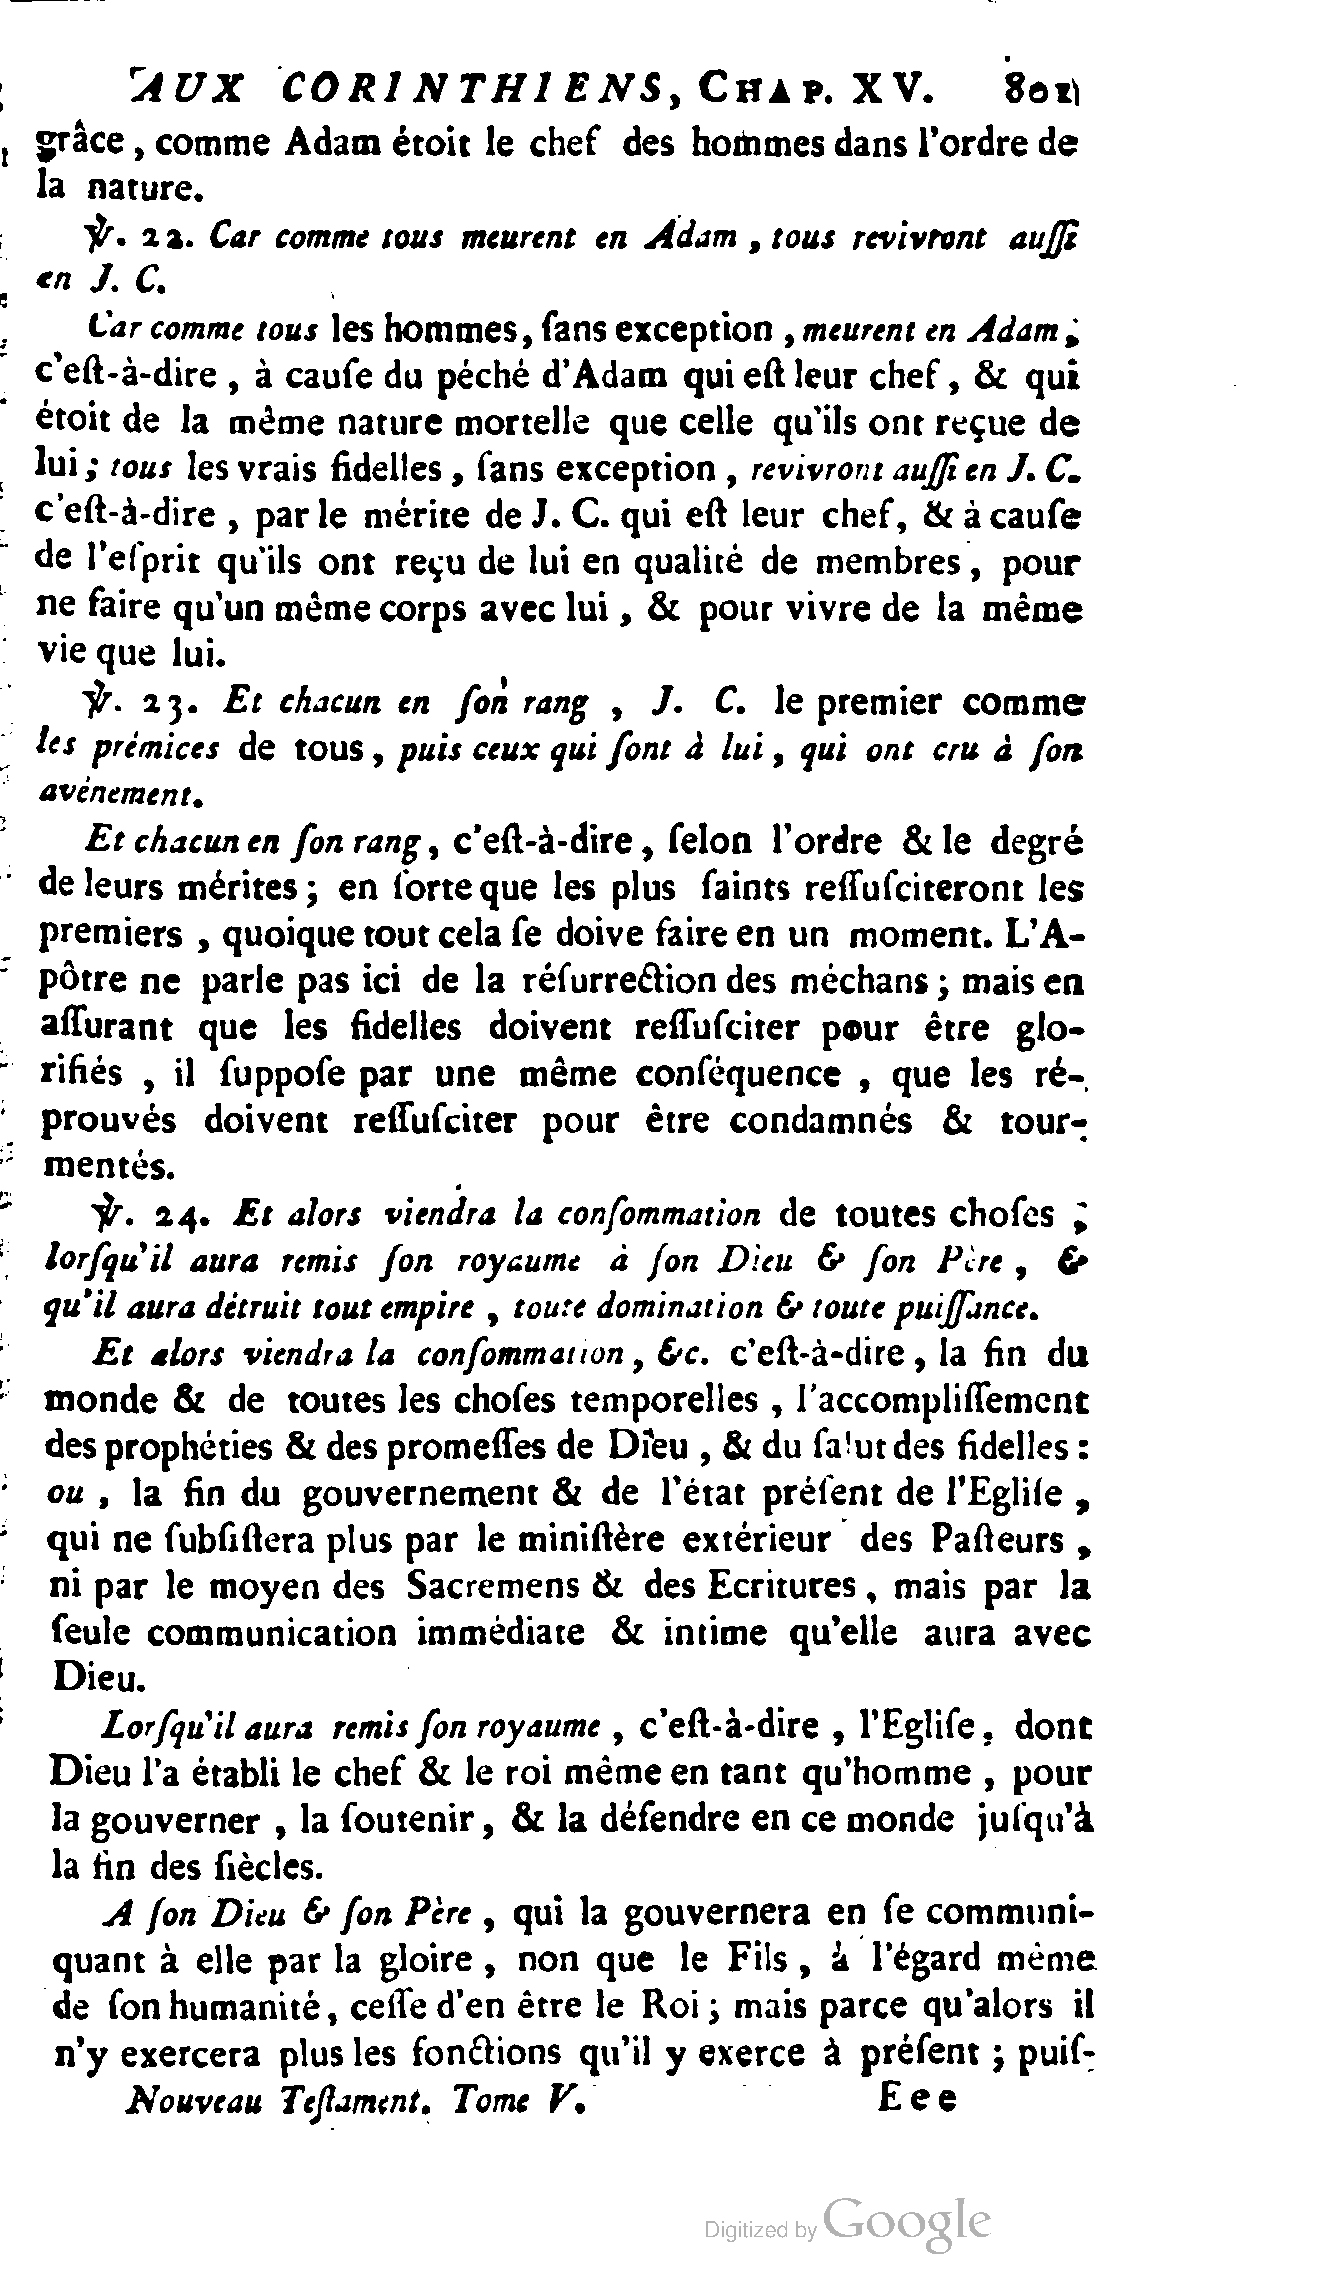 AUX CORINTHIENS, CHAP. XV. 801
grâce, comme Adam étoit le chef des hommes dans l'ordre de
la nature.
℣. 22. Car comme tous meurent en Adam, tous revivront auſſi
en J. C.
Car comme tous les hommes, ſans exception, meurent en Adam;
c'eſt-à-dire, à cauſe du péché d'Adam qui eſt leur chef, & qui
étoit de la même nature mortelle que celle qu'ils ont reçue de
lui; tous les vrais fidelles, ſans exception, revivront auſſi en J. C.
c'eſt-à-dire, par le mérite de J. C. qui eſt leur chef, & à cauſe
de l'eſprit qu'ils ont reçu de lui en qualité de membres, pour
ne faire qu'un même corps avec lui, & pour vivre de la même
vie que lui.
℣. 23. Et chacun en ſon rang, J. C. le premier comme
les prémices de tous, puis ceux qui ſont à lui, qui ont cru à ſon
avénement.
Et chacun en ſon rang, c'eſt-à-dire, ſelon l'ordre & le degré
de leurs mérites; en ſorte que les plus ſaints reſſuſciteront les
premiers, quoique tout cela ſe doive faire en un moment. L'A-
pôtre ne parle pas ici de la réſurrection des méchans; mais en
aſſurant que les fidelles doivent reſſuſciter pour être glo-
rifiés, il ſuppoſe par une même conſéquence, que les ré-
prouvés doivent reſſuſciter pour être condamnés & tour-
mentés.
℣. 24. Et alors viendra la conſommation de toutes choſes;
lorſqu'il aura remis ſon royaume à ſon Dieu & ſon Père, &
qu'il aura détruit tout empire, toute domination & toute puiſſance.
Et alors viendra la conſommation, &c. c'eſt-à-dire, la fin du
monde & de toutes les choſes temporelles, l'accompliſſement
des prophéties & des promeſſes de Dieu, & du ſalut des fidelles:
ou, la fin du gouvernement & de l'état préſent de l'Egliſe,
qui ne ſubſiſtera plus par le miniſtère extérieur des Paſteurs,
ni par le moyen des Sacremens & des Ecritures, mais par la
ſeule communication immédiate & intime qu'elle aura avec
Dieu.
Lorſqu'il aura remis ſon royaume, c'eſt-à-dire, l'Egliſe, dont
Dieu l'a établi le chef & le roi même en tant qu'homme, pour
la gouverner, la ſoutenir, & la défendre en ce monde juſqu'à
la fin des ſiècles.
A ſon Dieu & ſon Père, qui la gouvernera en ſe communi-
quant à elle par la gloire, non que le Fils, à l'égard même
de ſon humanité, ceſſe d'en être le Roi; mais parce qu'alors il
n'y exercera plus les fonctions qu'il y exerce à préſent; puiſ-
Nouveau Teſtament. Tome V. Eee
Digitized by Google